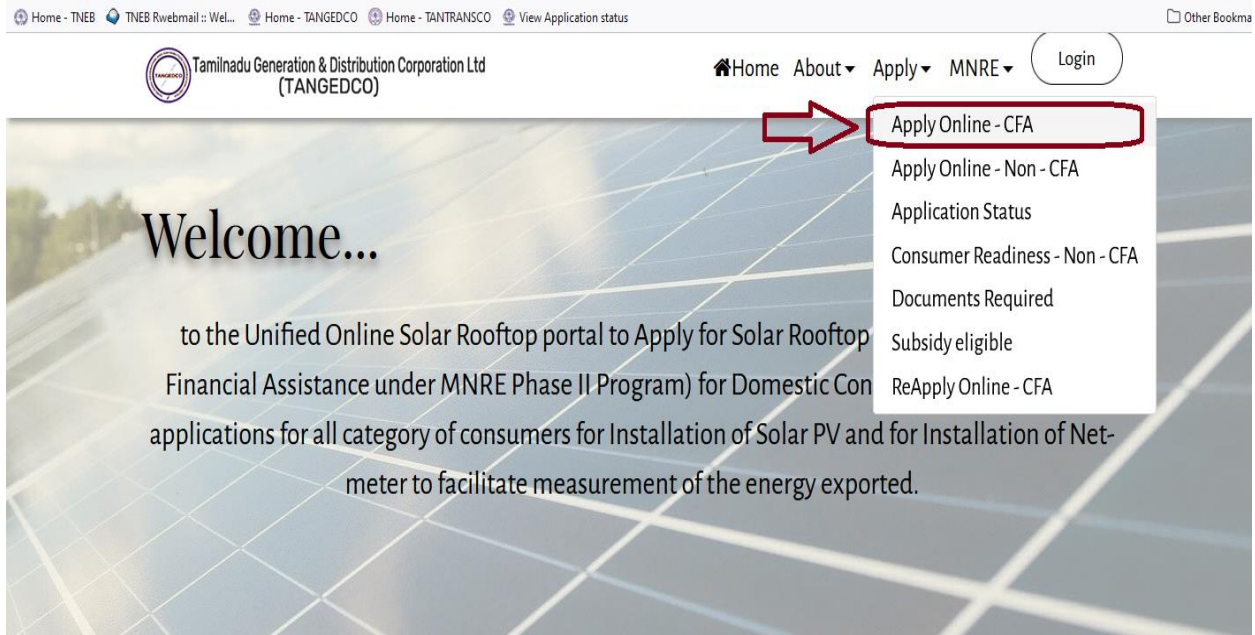 Home - TNEB TNEB Rwebmail :: Wel... Home - TANGEDCO Home - TANTRANSCO View Application status Other Bookma
Tamilnadu Generation & Distribution Corporation Ltd
(TANGEDCO)
TANGEDCO
Home About Apply MNRE Login
Apply Online - CFA
Apply Online - Non - CFA
Application Status
Consumer Readiness - Non - CFA
Documents Required
Subsidy eligible
ReApply Online - CFA
Welcome...
to the Unified Online Solar Rooftop portal to Apply for Solar Rooftop
Financial Assistance under MNRE Phase II Program) for Domestic Con
applications for all category of consumers for Installation of Solar PV and for Installation of Net-
meter to facilitate measurement of the energy exported.